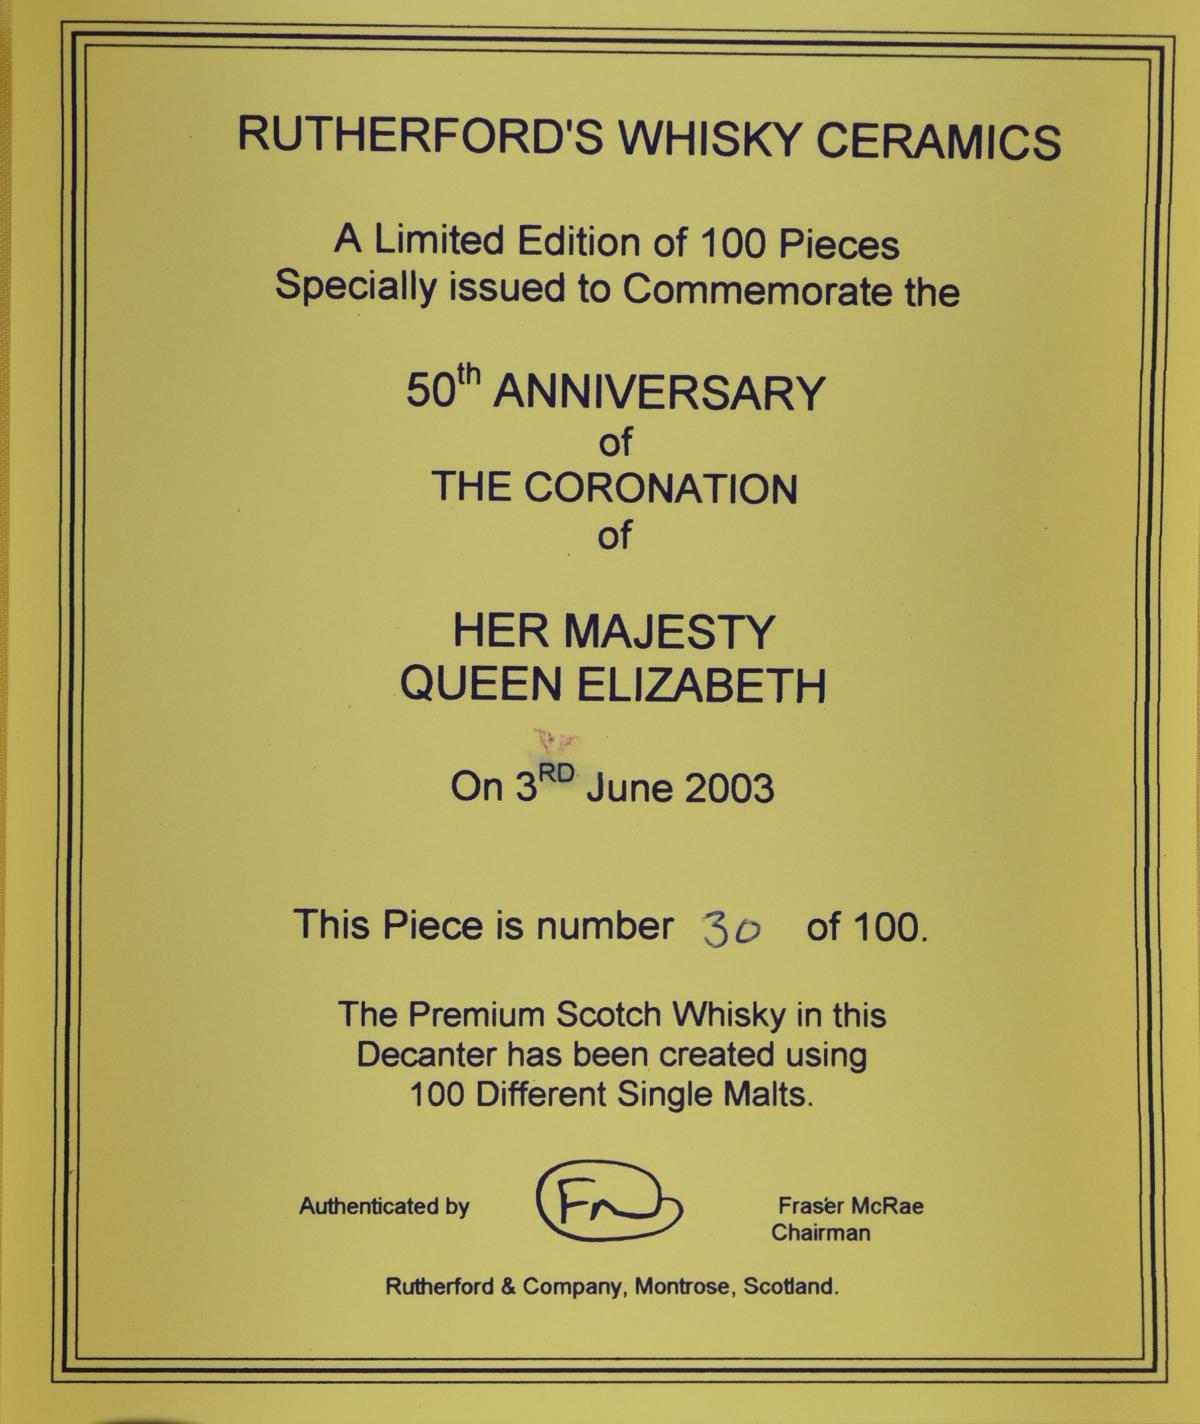 RUTHERFORD'S WHISKY CERAMICS
A Limited Edition of 100 Pieces
Specially issued to Commemorate the
50th ANNIVERSARY
of
THE CORONATION
of
HER MAJESTY
QUEEN ELIZABETH
On 3RD June 2003
This Piece is number 30 of 100.
The Premium Scotch Whisky in this
Decanter has been created using
100 Different Single Malts.
Authenticated by Fraser McRae
Chairman
Rutherford & Company, Montrose, Scotland.